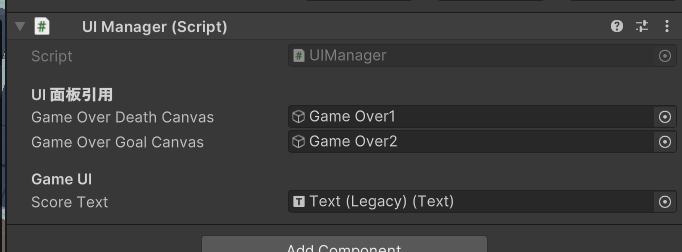 UI Manager (Script)
Script UIManager
UI 面板引用
Game Over Death Canvas Game Over1
Game Over Goal Canvas Game Over2
Game UI
Score Text Text (Legacy) (Text)
Add Component